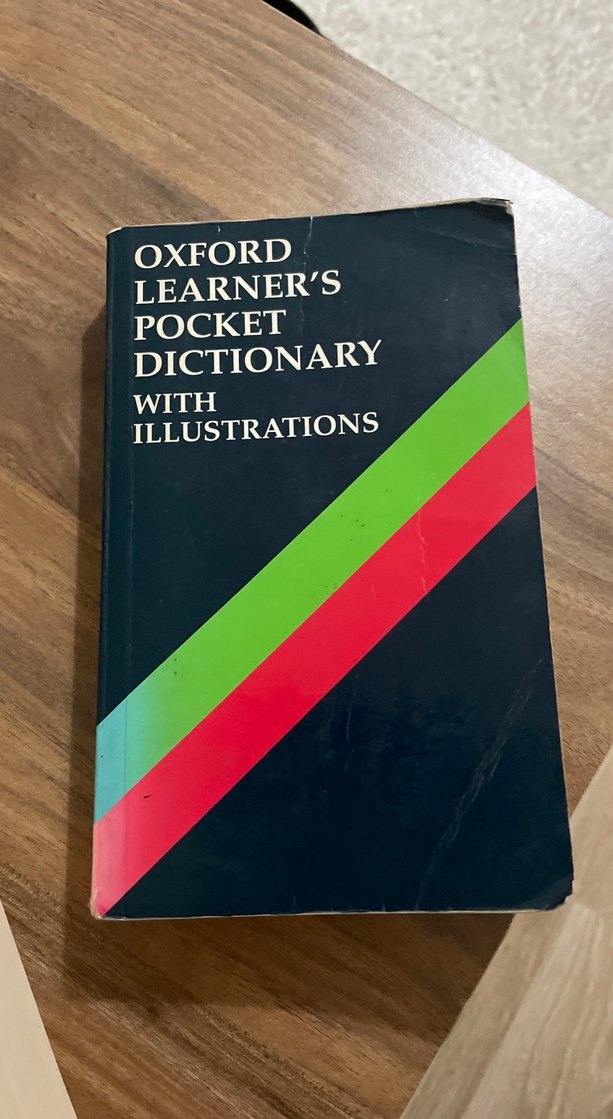 OXFORD
LEARNER'S
POCKET
DICTIONARY
WITH
ILLUSTRATIONS